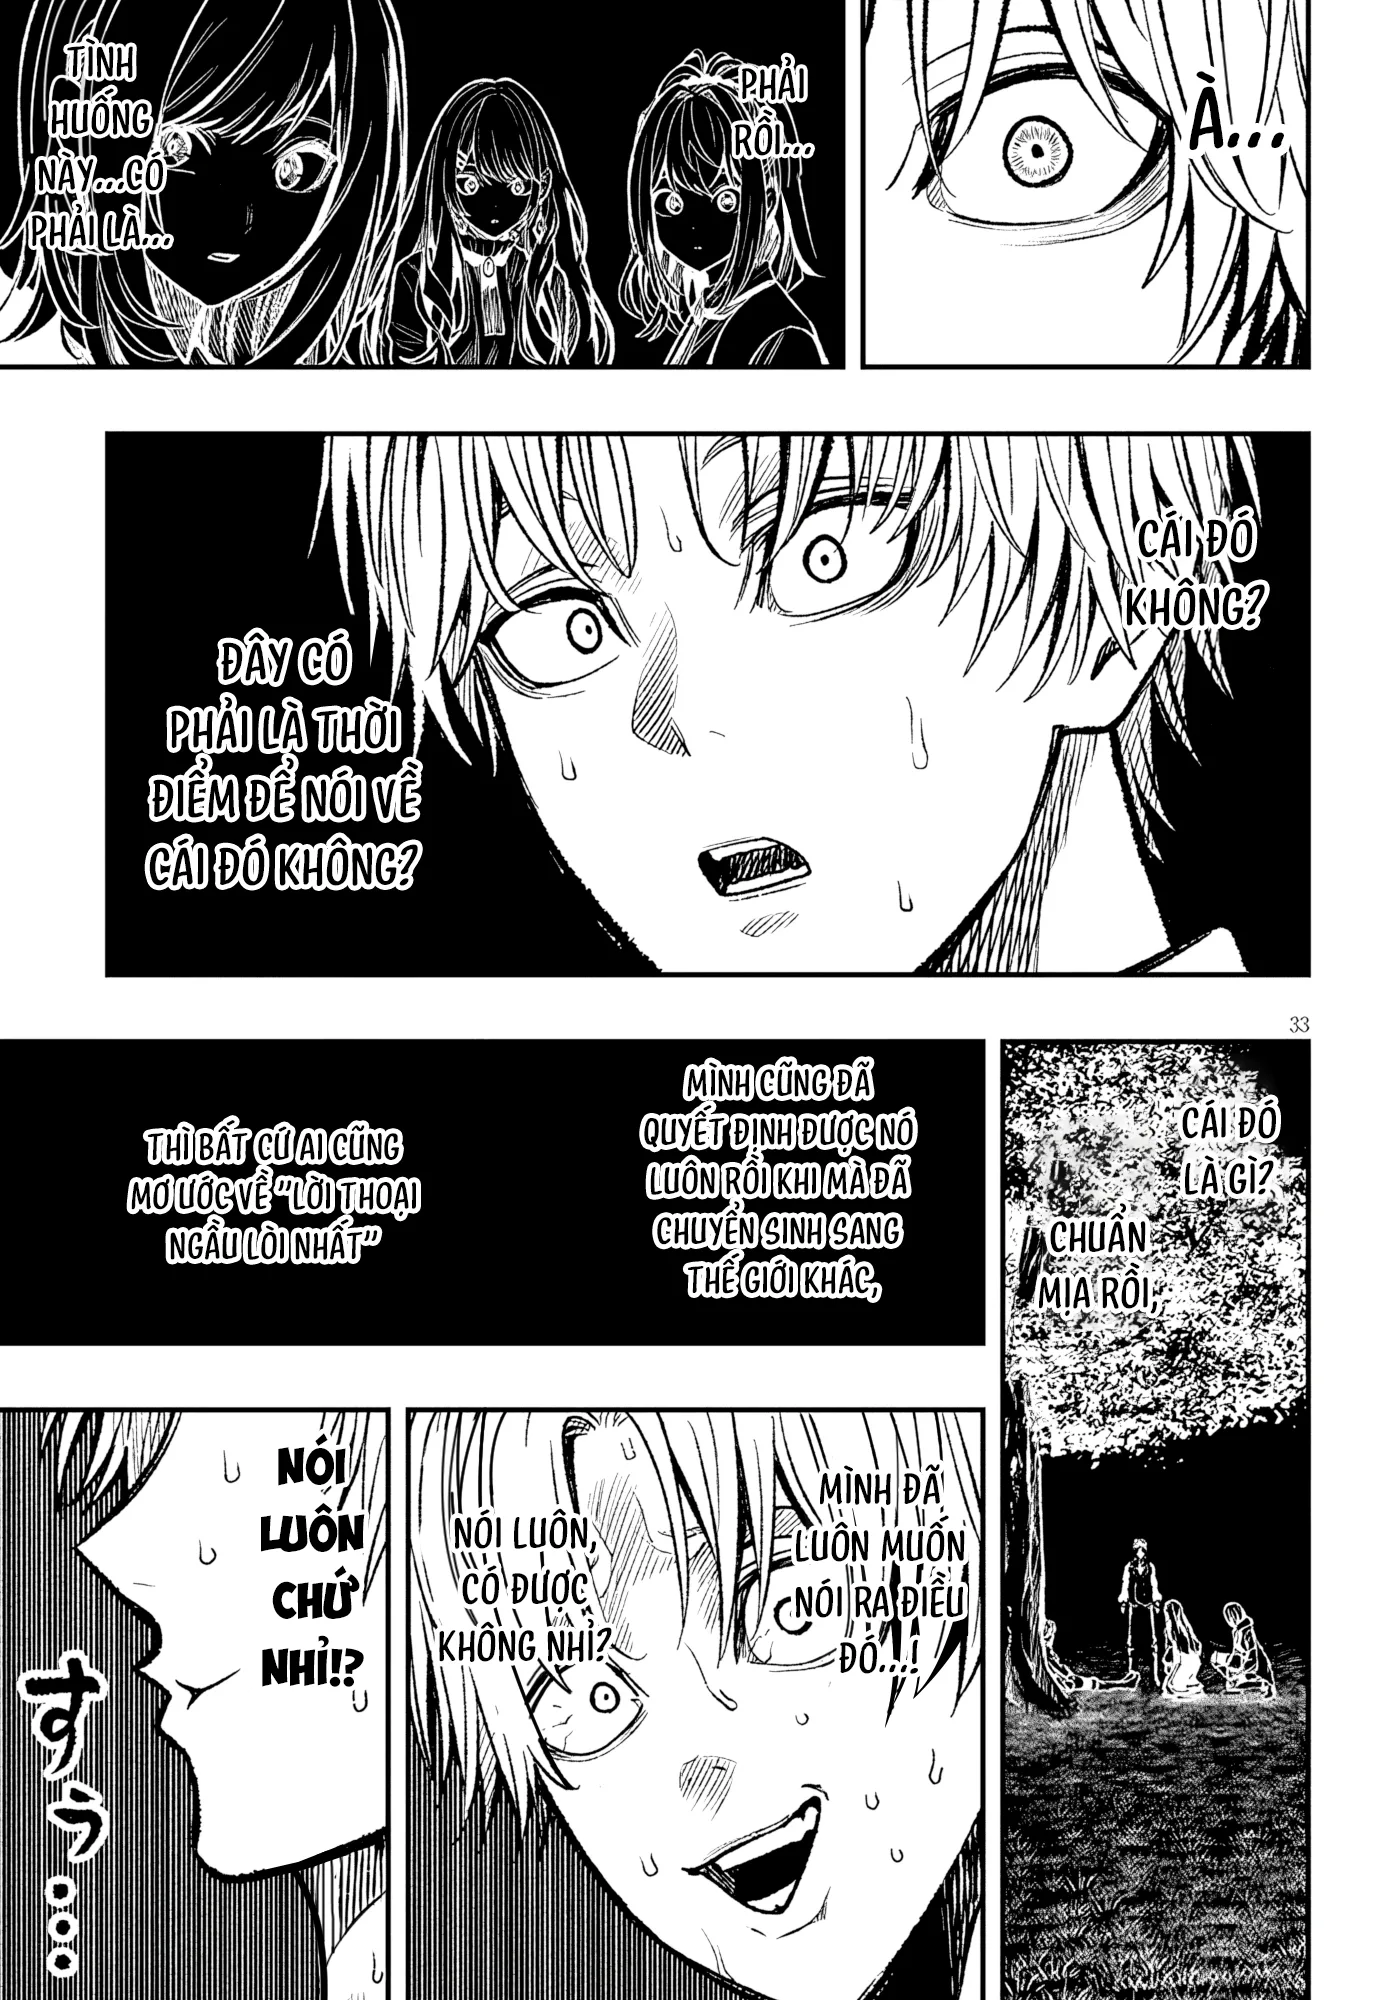 À...
PHẢI
RỒI...
TÌNH
HUỐNG
NÀY...CÓ
PHẢI LÀ...
CÁI ĐÓ
KHÔNG?
ĐÂY CÓ
PHẢI LÀ THỜI
ĐIỂM ĐỂ NÓI VỀ
CÁI ĐÓ KHÔNG?
33
CÁI ĐÓ
LÀ GÌ?
CHUẨN
MỊA RỒI,
MÌNH CŨNG ĐÃ
QUYẾT ĐỊNH ĐƯỢC NÓ
LUÔN RỒI KHI MÀ ĐÃ
CHUYỂN SINH SANG
THẾ GIỚI KHÁC,
THÌ BẤT CỨ AI CŨNG
MƠ ƯỚC VỀ "LỜI THOẠI
NGẦU LÒI NHẤT"
MÌNH ĐÃ
LUÔN MUỐN
NÓI RA ĐIỀU
ĐÓ...!
NÓI LUÔN,
CÓ ĐƯỢC
KHÔNG NHỈ?
NÓI
LUÔN
CHỨ
NHỈ!?
すぅ...